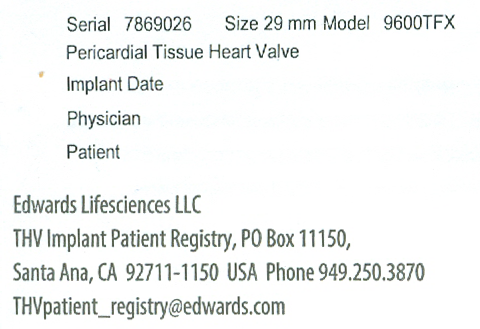 Serial 7869026 Size 29 mm Model 9600TFX
Pericardial Tissue Heart Valve
Implant Date
Physician
Patient
Edwards Lifesciences LLC
THV Implant Patient Registry, PO Box 11150,
Santa Ana, CA 92711-1150 USA Phone 949.250.3870
THVpatient_registry@edwards.com